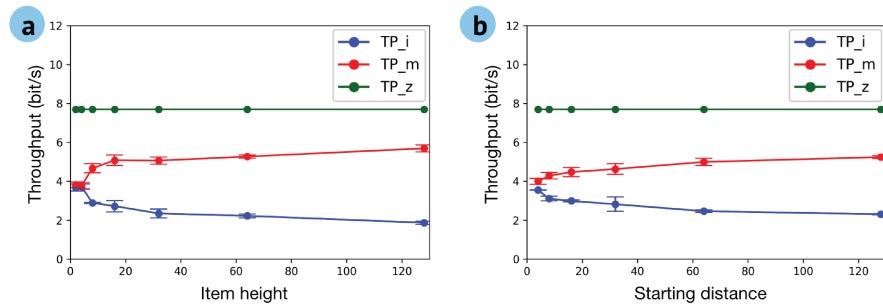 a
12
10
8
6
4
2
0
Throughput (bit/s)
TP_i
TP_m
TP_z
0 20 40 60 80 100 120
Item height
b
12
10
8
6
4
2
0
Throughput (bit/s)
TP_i
TP_m
TP_z
0 20 40 60 80 100 120
Starting distance